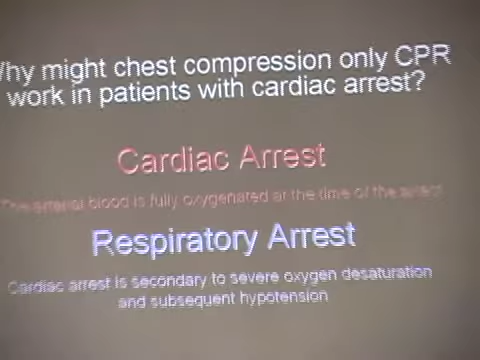 Why might chest compression only CPR
work in patients with cardiac arrest?
Cardiac Arrest
The arterial blood is fully oxygenated at the time of the arrest
Respiratory Arrest
Cardiac arrest is secondary to severe oxygen desaturation
and subsequent hypotension